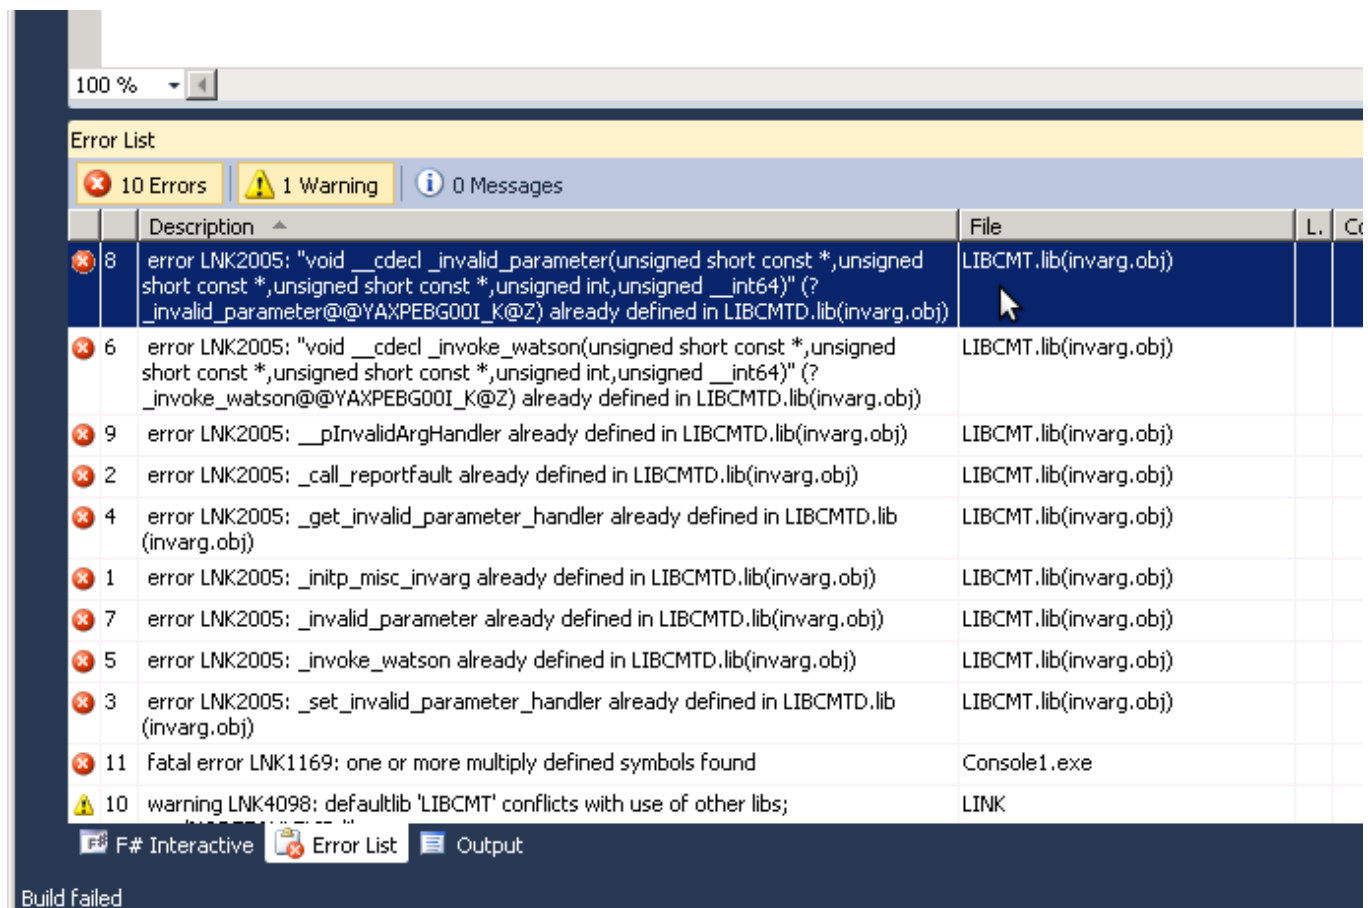 100 %
Error List
10 Errors 1 Warning 0 Messages
Description File L. Co
8 error LNK2005: "void __cdecl _invalid_parameter(unsigned short const *,unsigned LIBCMT.lib(invarg.obj)
short const *,unsigned short const *,unsigned int,unsigned __int64)" (?
_invalid_parameter@@YAXPEBG00I_K@Z) already defined in LIBCMTD.lib(invarg.obj)
6 error LNK2005: "void __cdecl _invoke_watson(unsigned short const *,unsigned LIBCMT.lib(invarg.obj)
short const *,unsigned short const *,unsigned int,unsigned __int64)" (?
_invoke_watson@@YAXPEBG00I_K@Z) already defined in LIBCMTD.lib(invarg.obj)
9 error LNK2005: __pInvalidArgHandler already defined in LIBCMTD.lib(invarg.obj) LIBCMT.lib(invarg.obj)
2 error LNK2005: _call_reportfault already defined in LIBCMTD.lib(invarg.obj) LIBCMT.lib(invarg.obj)
4 error LNK2005: _get_invalid_parameter_handler already defined in LIBCMTD.lib LIBCMT.lib(invarg.obj)
(invarg.obj)
1 error LNK2005: _initp_misc_invarg already defined in LIBCMTD.lib(invarg.obj) LIBCMT.lib(invarg.obj)
7 error LNK2005: _invalid_parameter already defined in LIBCMTD.lib(invarg.obj) LIBCMT.lib(invarg.obj)
5 error LNK2005: _invoke_watson already defined in LIBCMTD.lib(invarg.obj) LIBCMT.lib(invarg.obj)
3 error LNK2005: _set_invalid_parameter_handler already defined in LIBCMTD.lib LIBCMT.lib(invarg.obj)
(invarg.obj)
11 fatal error LNK1169: one or more multiply defined symbols found Console1.exe
10 warning LNK4098: defaultlib 'LIBCMT' conflicts with use of other libs; LINK
F# Interactive Error List Output
Build failed